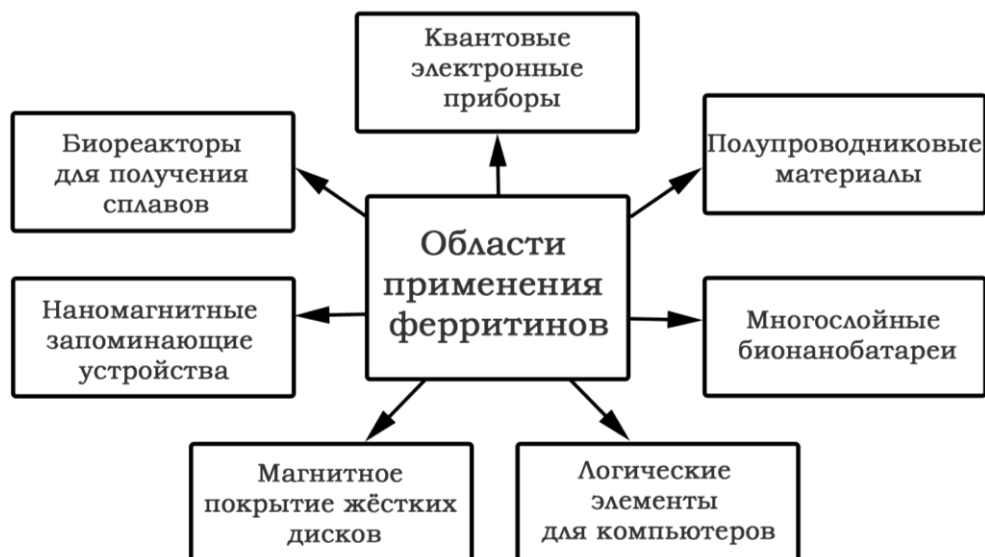 Квантовые
электронные
приборы
Биореакторы
для получения
сплавов
Полупроводниковые
материалы
Области
применения
ферритинов
Наномагнитные
запоминающие
устройства
Многослойные
бионанобатареи
Магнитное
покрытие жёстких
дисков
Логические
элементы
для компьютеров